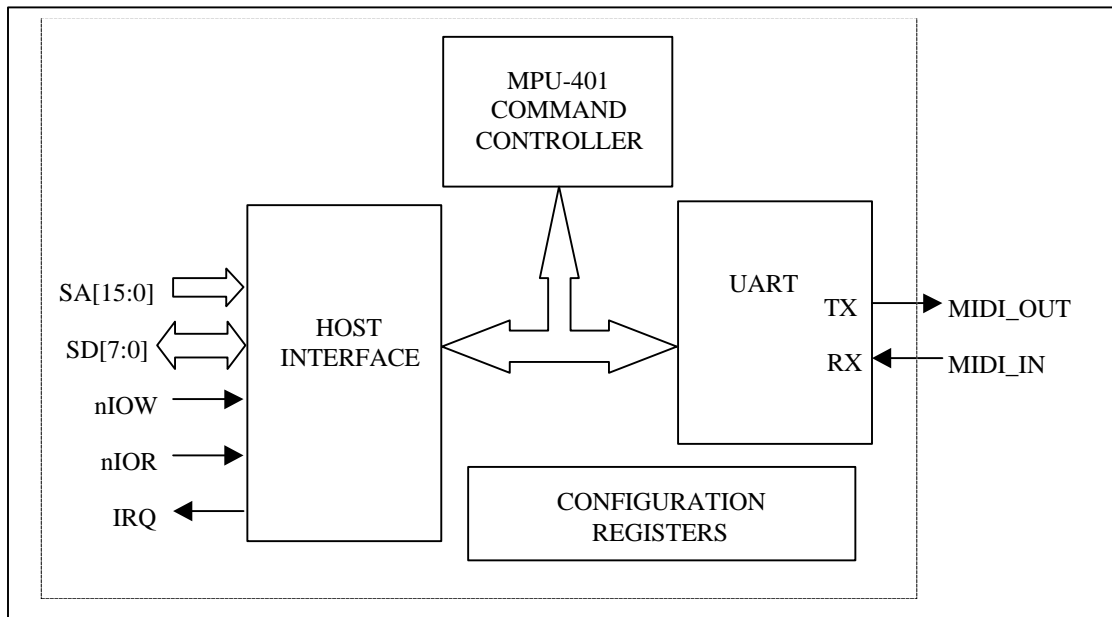 MPU-401
COMMAND
CONTROLLER
SA[15:0]
SD[7:0]
nIOW
nIOR
IRQ
HOST
INTERFACE
UART
TX
RX
MIDI_OUT
MIDI_IN
CONFIGURATION
REGISTERS